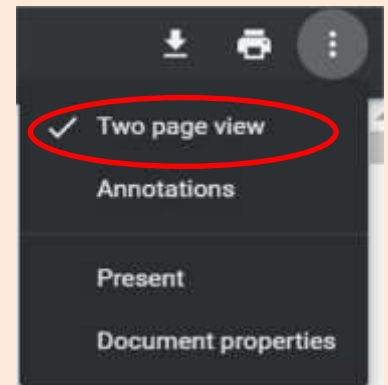 Two page view
Annotations
Present
Document properties